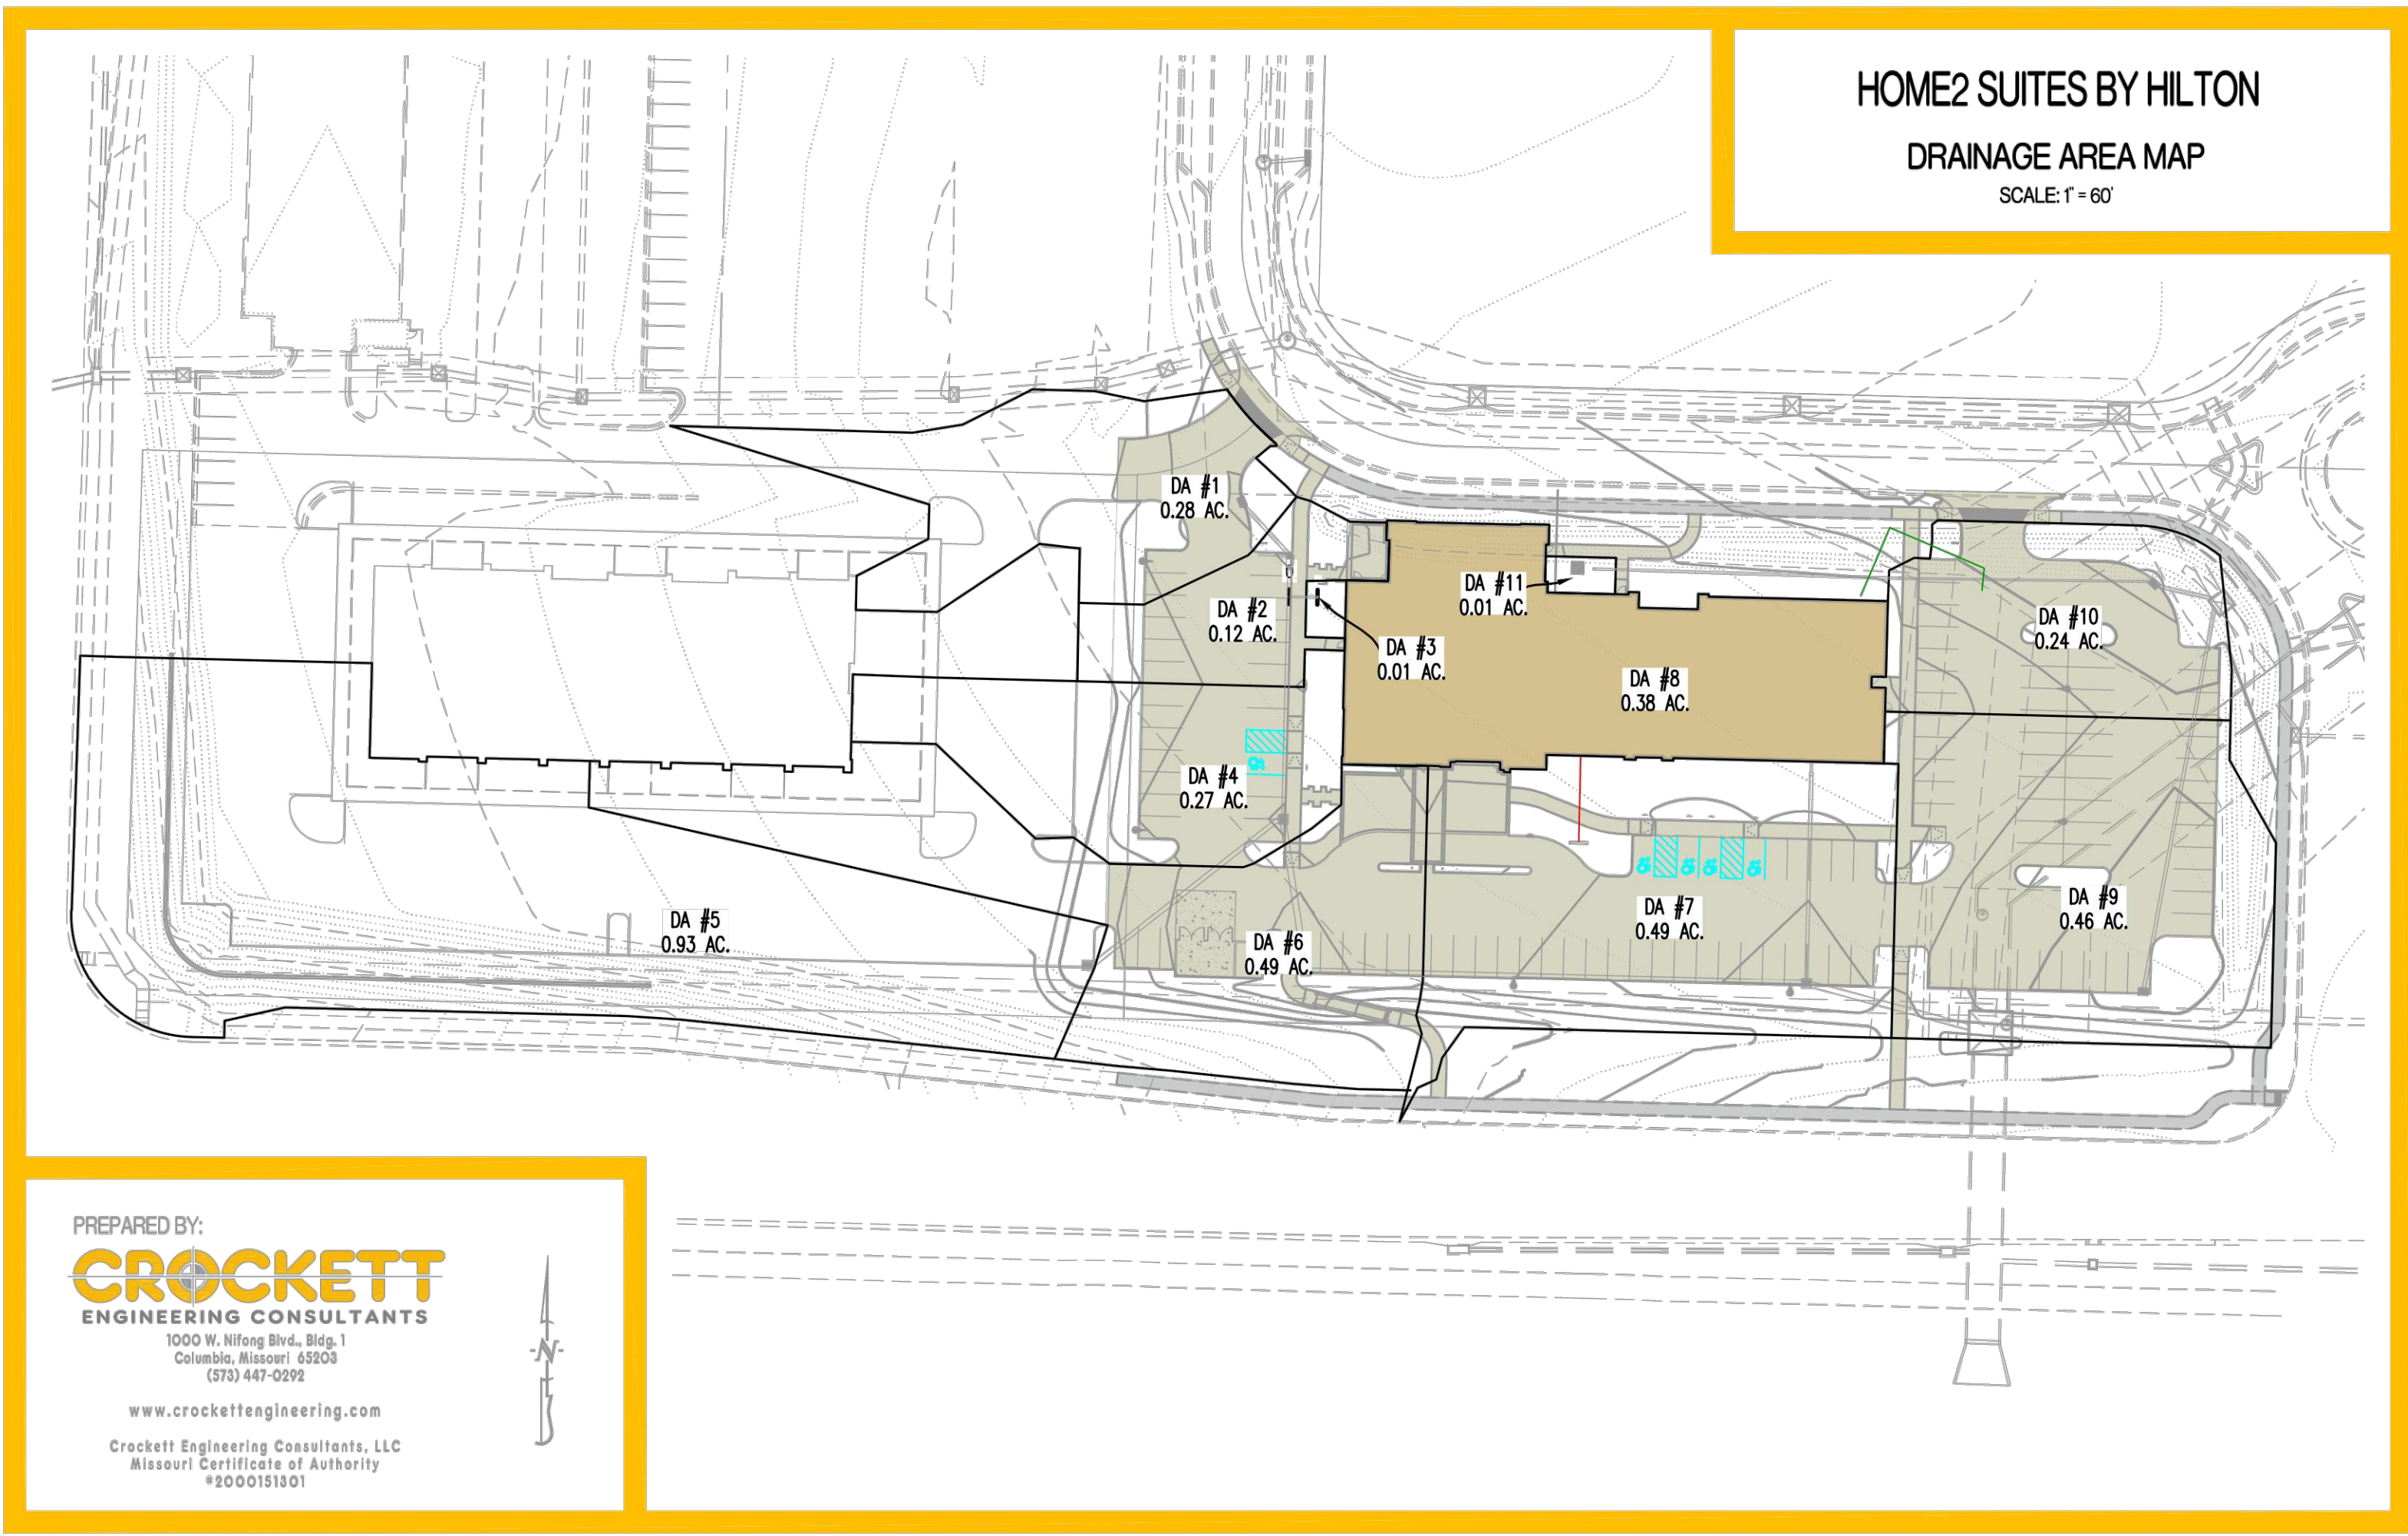 HOME2 SUITES BY HILTON
DRAINAGE AREA MAP
SCALE: 1" = 60'
DA #1
0.28 AC.
DA #2
0.12 AC.
DA #11
0.01 AC.
DA #3
0.01 AC.
DA #10
0.24 AC.
DA #8
0.38 AC.
DA #4
0.27 AC.
DA #5
0.93 AC.
DA #6
0.49 AC.
DA #7
0.49 AC.
DA #9
0.46 AC.
PREPARED BY:
CROCKETT
ENGINEERING CONSULTANTS
1000 W. Nifong Blvd., Bldg. 1
Columbia, Missouri 65203
(573) 447-0292
www.crockettengineering.com
Crockett Engineering Consultants, LLC
Missouri Certificate of Authority
#2000151301
N